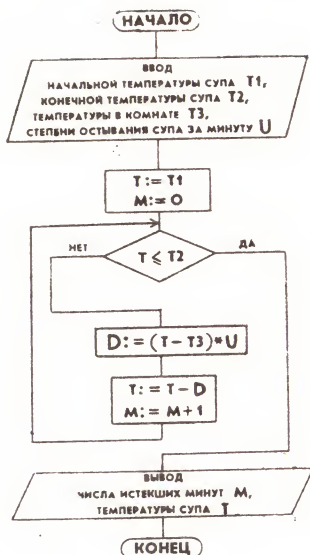 НАЧАЛО
ВВОД
НАЧАЛЬНОЙ ТЕМПЕРАТУРЫ СУПА T1,
КОНЕЧНОЙ ТЕМПЕРАТУРЫ СУПА T2,
ТЕМПЕРАТУРЫ В КОМНАТЕ T3,
СТЕПЕНИ ОСТЫВАНИЯ СУПА ЗА МИНУТУ U
T:= T1
M:= 0
НЕТ
ДА
T ⩽ T2
D:= (T-T3)*U
T:= T-D
M:= M+1
ВЫВОД
ЧИСЛА ИСТЕКШИХ МИНУТ M,
ТЕМПЕРАТУРЫ СУПА T
КОНЕЦ